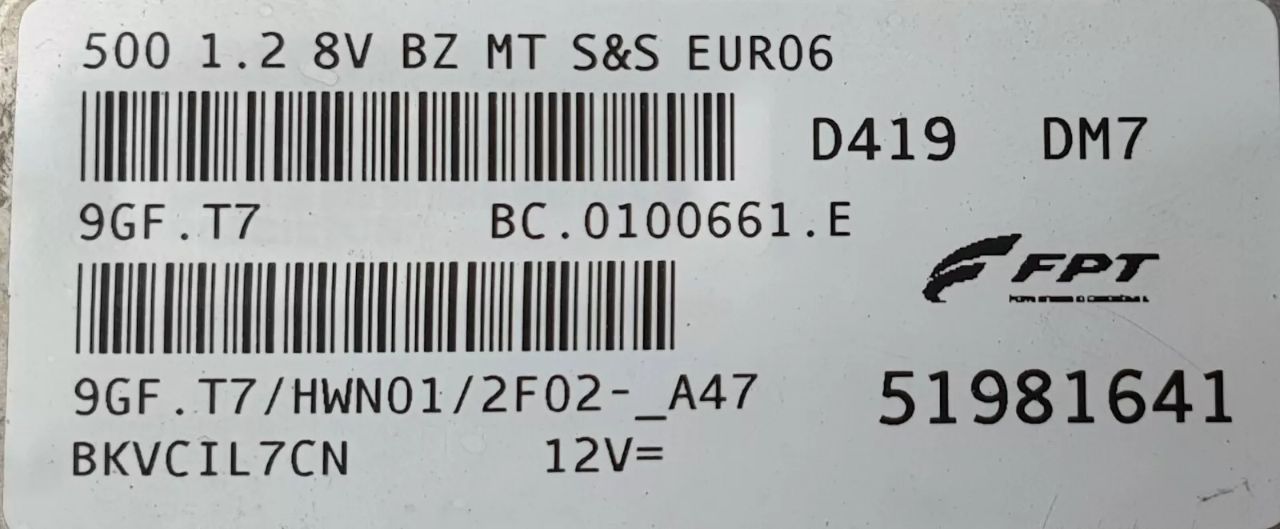 500 1.2 8V BZ MT S&S EURO6
D419 DM7
9GF.T7 BC.0100661.E
FPT
9GF.T7/HWN01/2F02-_A47
51981641
BKVCIL7CN 12V=